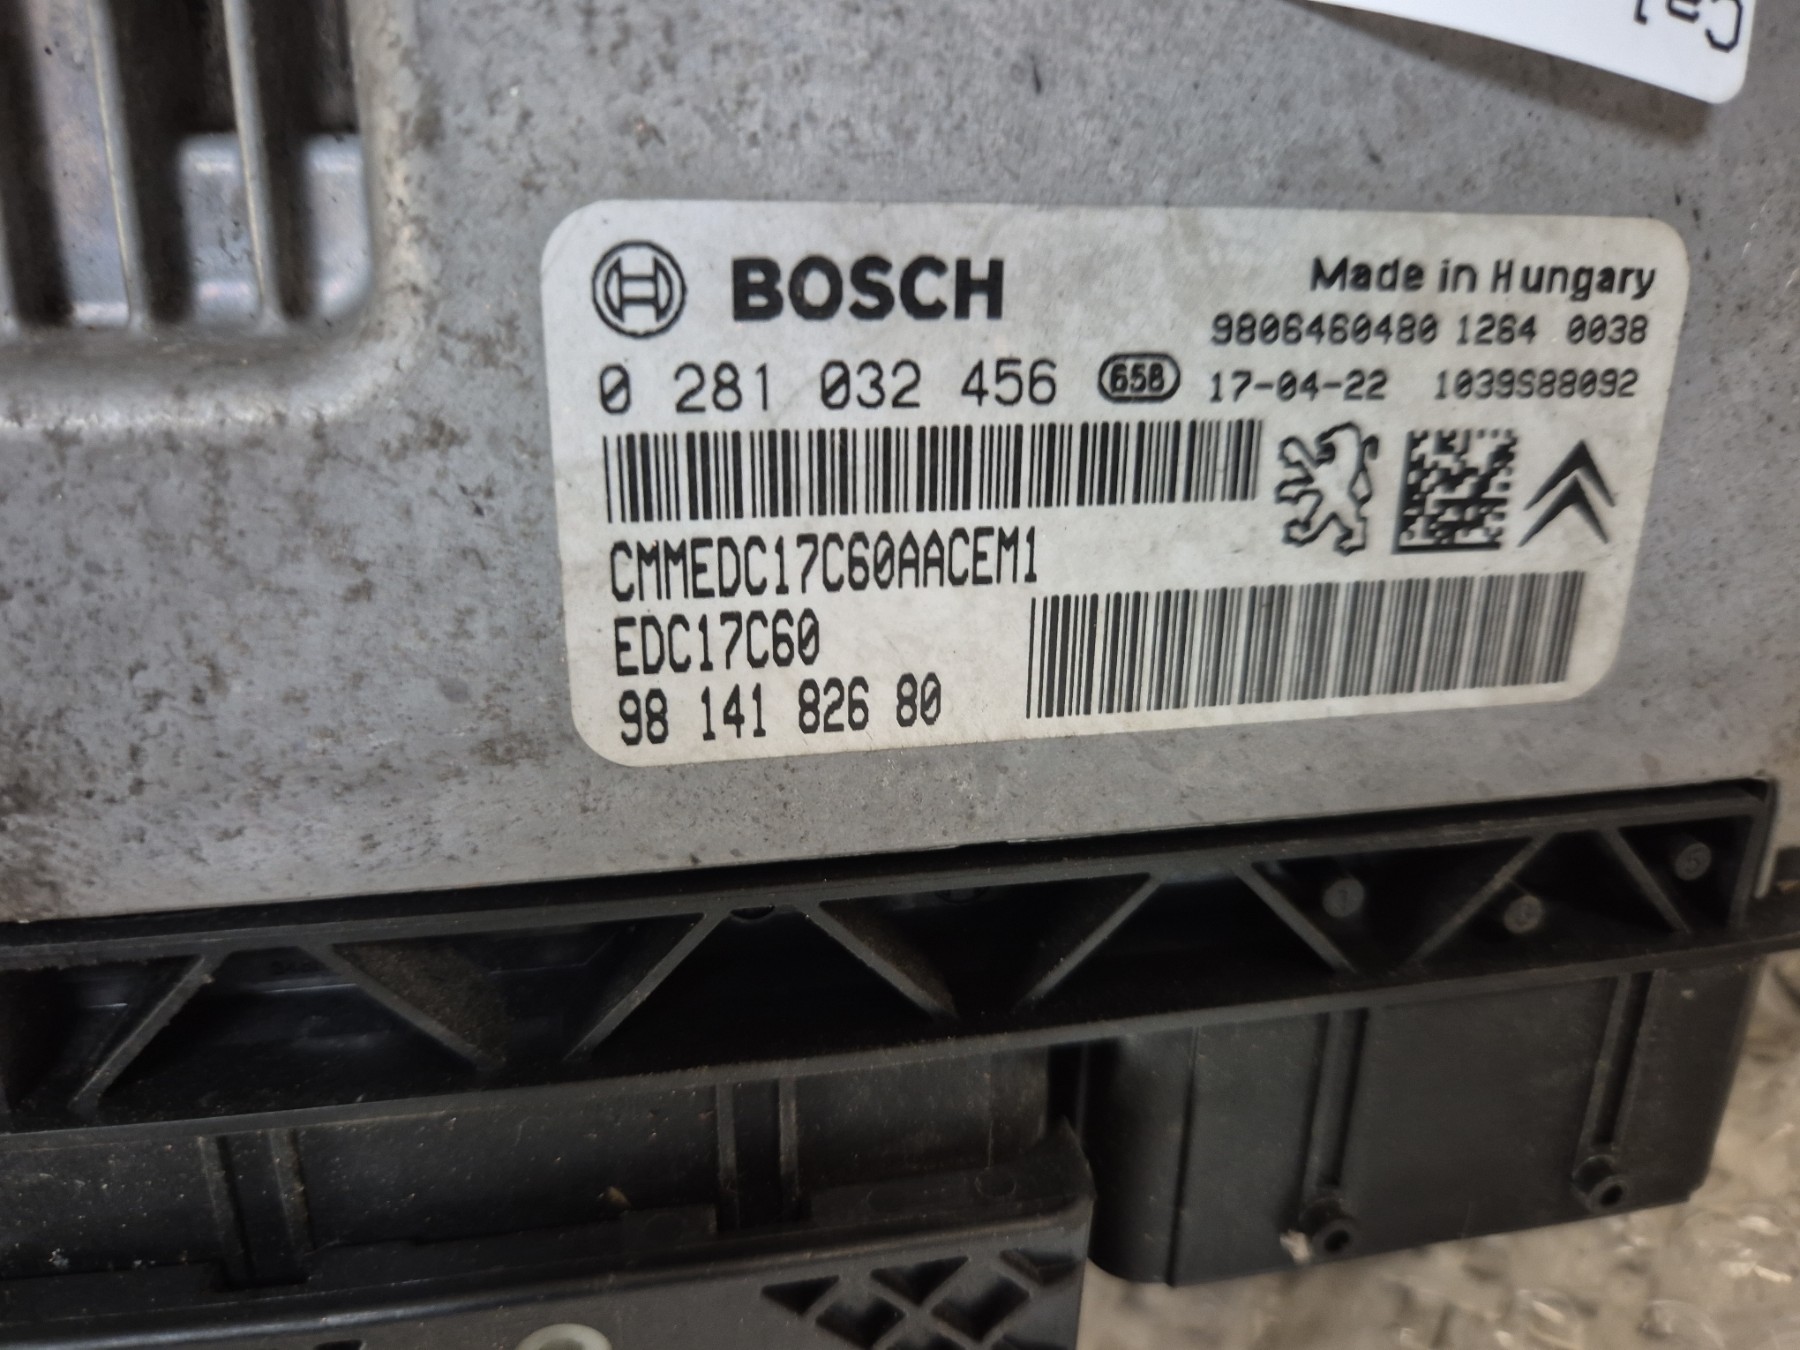 BOSCH
Made in Hungary
9806460480 1264 0038
0 281 032 456 658 17-04-22 1039S88092
CMMEDC17C60AACEM1
EDC17C60
98 141 826 80